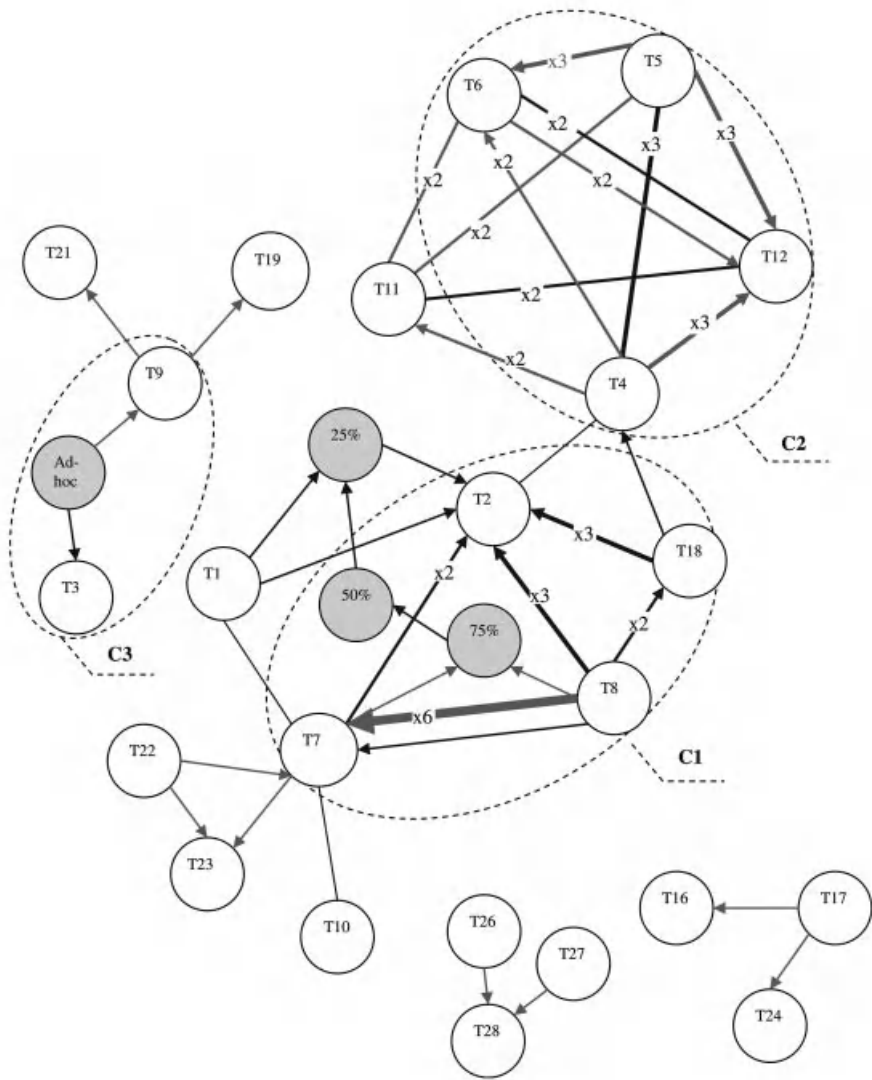 T5
x3
T6
x2
x3
x3
x2
x2
x2
x2
T21
T19
T12
T11
x2
x3
x2
T9
T4
25%
C2
Ad-
hoc
T2
x3
T18
T1
x2
T3
50%
x3
75%
x2
C3
T8
x6
T7
T22
C1
T23
T16
T17
T10
T26
T27
T24
T28